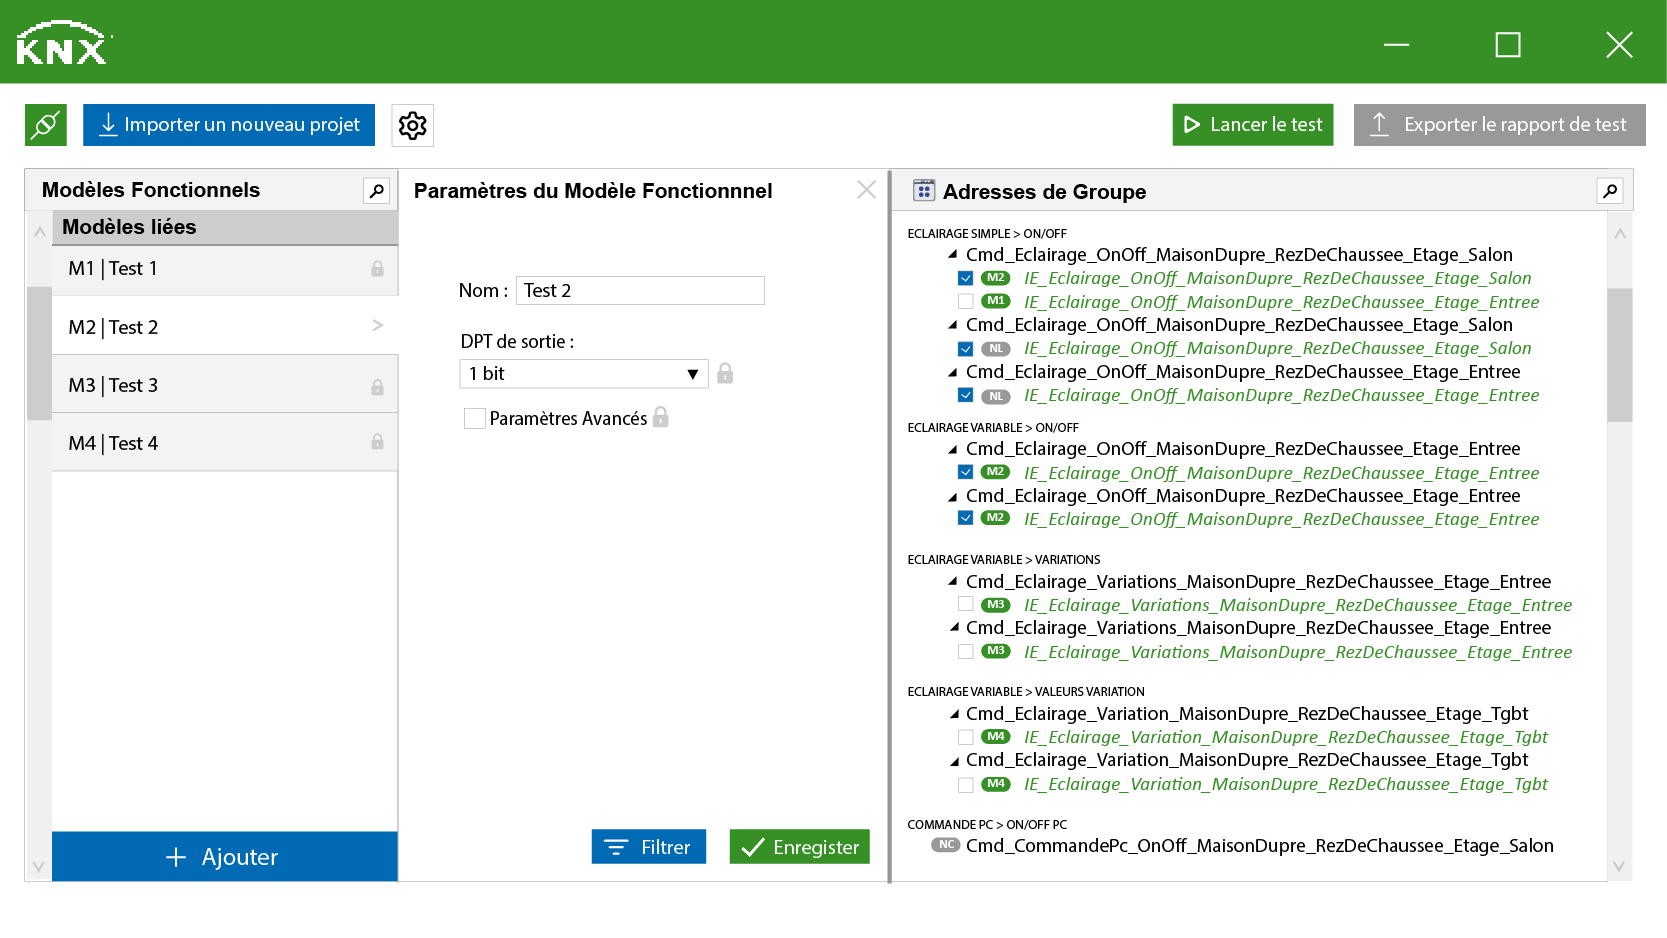 KNX
Importer un nouveau projet
Lancer le test
Exporter le rapport de test
Modèles Fonctionnels
Modèles liées
M1 | Test 1
M2 | Test 2
M3 | Test 3
M4 | Test 4
+ Ajouter
Paramètres du Modèle Fonctionnnel
Nom : Test 2
DPT de sortie :
1 bit
Paramètres Avancés
Filtrer
Enregister
Adresses de Groupe
ECLAIRAGE SIMPLE > ON/OFF
Cmd_Eclairage_OnOff_MaisonDupre_RezDeChaussee_Etage_Salon
M2 IE_Eclairage_OnOff_MaisonDupre_RezDeChaussee_Etage_Salon
M1 IE_Eclairage_OnOff_MaisonDupre_RezDeChaussee_Etage_Entree
Cmd_Eclairage_OnOff_MaisonDupre_RezDeChaussee_Etage_Salon
NL IE_Eclairage_OnOff_MaisonDupre_RezDeChaussee_Etage_Salon
Cmd_Eclairage_OnOff_MaisonDupre_RezDeChaussee_Etage_Entree
NL IE_Eclairage_OnOff_MaisonDupre_RezDeChaussee_Etage_Entree
ECLAIRAGE VARIABLE > ON/OFF
Cmd_Eclairage_OnOff_MaisonDupre_RezDeChaussee_Etage_Entree
M2 IE_Eclairage_OnOff_MaisonDupre_RezDeChaussee_Etage_Entree
Cmd_Eclairage_OnOff_MaisonDupre_RezDeChaussee_Etage_Entree
M2 IE_Eclairage_OnOff_MaisonDupre_RezDeChaussee_Etage_Entree
ECLAIRAGE VARIABLE > VARIATIONS
Cmd_Eclairage_Variations_MaisonDupre_RezDeChaussee_Etage_Entree
M3 IE_Eclairage_Variations_MaisonDupre_RezDeChaussee_Etage_Entree
Cmd_Eclairage_Variations_MaisonDupre_RezDeChaussee_Etage_Entree
M3 IE_Eclairage_Variations_MaisonDupre_RezDeChaussee_Etage_Entree
ECLAIRAGE VARIABLE > VALEURS VARIATION
Cmd_Eclairage_Variation_MaisonDupre_RezDeChaussee_Etage_Tgbt
M4 IE_Eclairage_Variation_MaisonDupre_RezDeChaussee_Etage_Tgbt
Cmd_Eclairage_Variation_MaisonDupre_RezDeChaussee_Etage_Tgbt
M4 IE_Eclairage_Variation_MaisonDupre_RezDeChaussee_Etage_Tgbt
COMMANDE PC > ON/OFF PC
NC Cmd_CommandePc_OnOff_MaisonDupre_RezDeChaussee_Etage_Salon